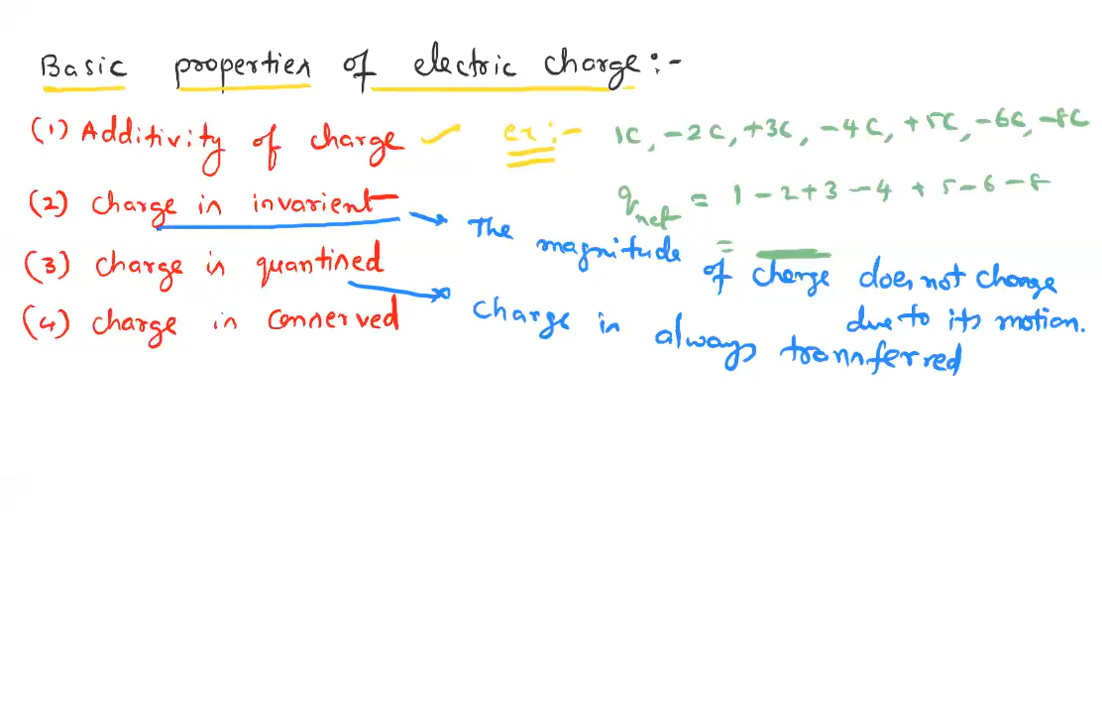 Basic properties of electric charge :-
(1) Additivity of charge ex :- 1C, -2C, +3C, -4C, +5C, -6C, -8C
qnet = 1 - 2 + 3 - 4 + 5 - 6 - 8
=
(2) charge is invarient → The magnitude of charge does not change due to its motion.
(3) charge is quantised → charge is always transferred
(4) charge is conserved